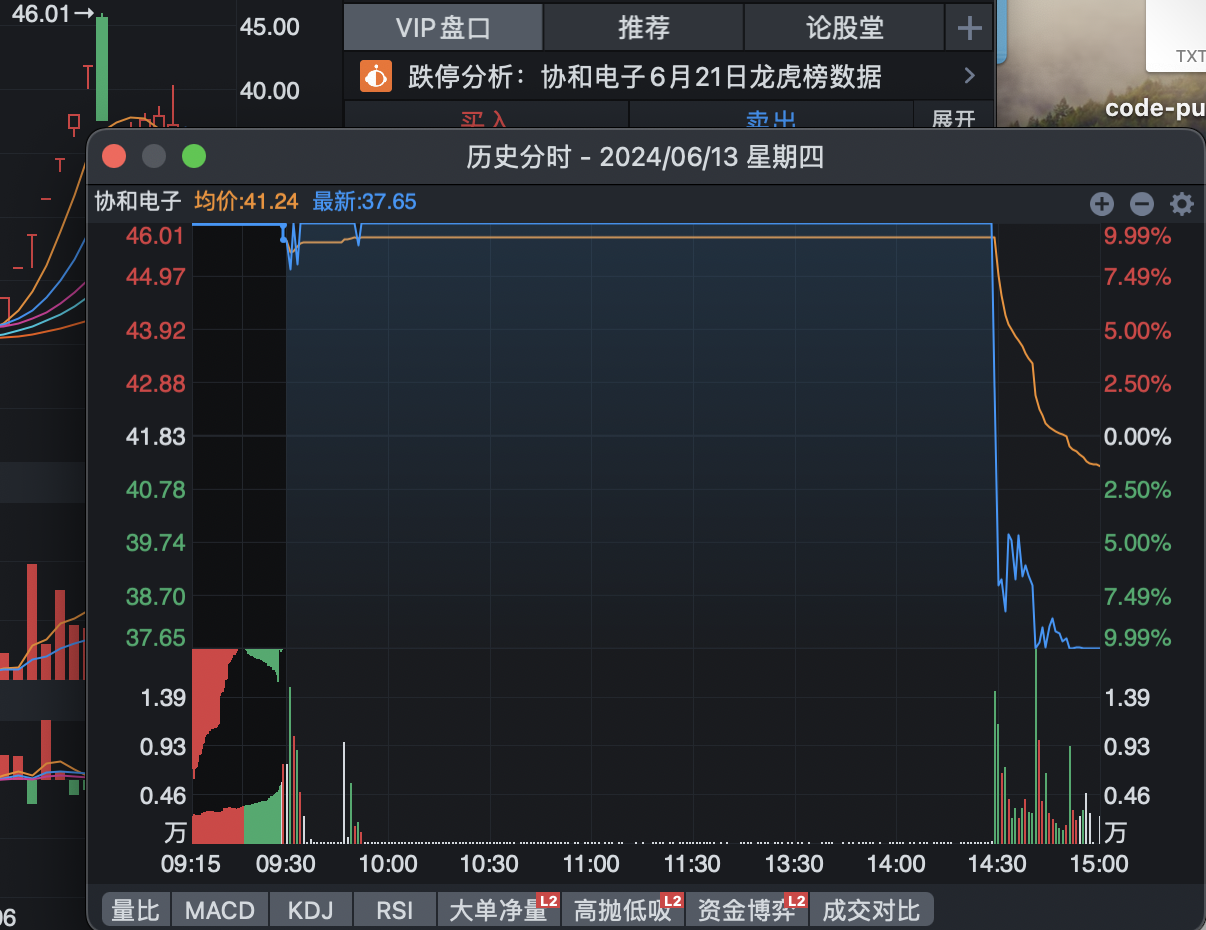 46.01→
45.00
40.00
VIP盘口 推荐 论股堂 +
跌停分析：协和电子6月21日龙虎榜数据 >
买入 卖出 展开
TXT
code-pu
历史分时 - 2024/06/13 星期四
协和电子 均价:41.24 最新:37.65
46.01 9.99%
44.97 7.49%
43.92 5.00%
42.88 2.50%
41.83 0.00%
40.78 2.50%
39.74 5.00%
38.70 7.49%
37.65 9.99%
1.39 1.39
0.93 0.93
0.46 0.46
万 万
09:15 09:30 10:00 10:30 11:00 11:30 13:30 14:00 14:30 15:00
06
量比 MACD KDJ RSI 大单净量 L2 高抛低吸 L2 资金博弈 L2 成交对比